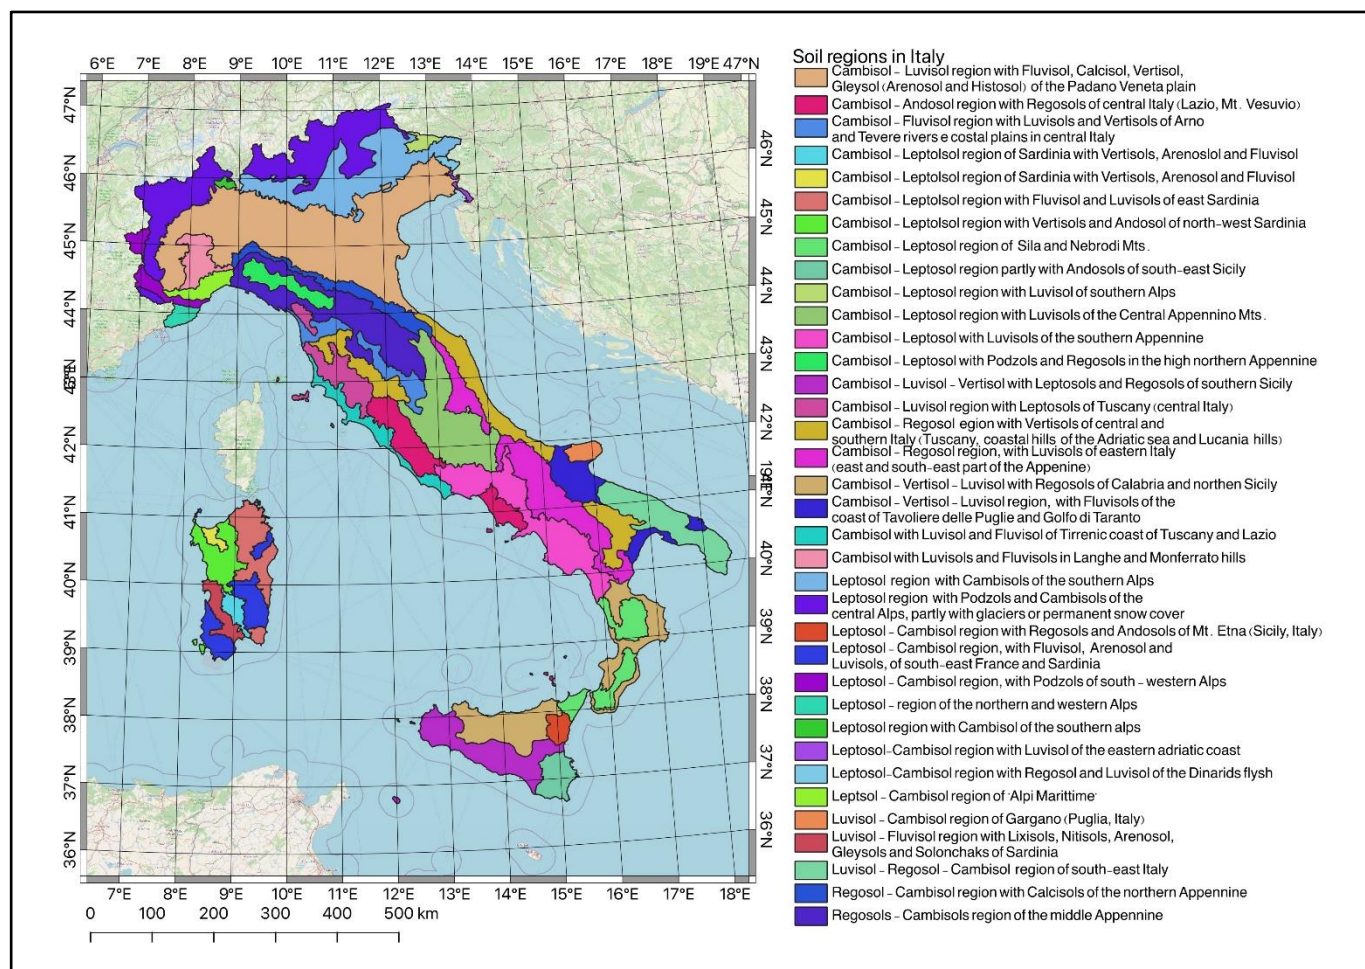 6°E 7°E 8°E 9°E 10°E 11°E 12°E 13°E 14°E 15°E 16°E 17°E 18°E 19°E 47°N
47°N
46°N
45°N
44°N
43°N
42°N
41°N
40°N
39°N
38°N
37°N
36°N
46°N
45°N
44°N
43°N
42°N
41°N
40°N
39°N
38°N
37°N
36°N
7°E 8°E 9°E 10°E 11°E 12°E 13°E 14°E 15°E 16°E 17°E 18°E
0 100 200 300 400 500 km
Soil regions in Italy
Cambisol - Luvisol region with Fluvisol, Calcisol, Vertisol,
Gleysol (Arenosol and Histosol) of the Padano Veneta plain
Cambisol - Andosol region with Regosols of central Italy (Lazio, Mt. Vesuvio)
Cambisol - Fluvisol region with Luvisols and Vertisols of Arno
and Tevere rivers e costal plains in central Italy
Cambisol - Leptolsol region of Sardinia with Vertisols, Arenoslol and Fluvisol
Cambisol - Leptolsol region of Sardinia with Vertisols, Arenosol and Fluvisol
Cambisol - Leptosol region with Fluvisol and Luvisols of east Sardinia
Cambisol - Leptolsol region with Vertisols and Andosol of north-west Sardinia
Cambisol - Leptosol region of Sila and Nebrodi Mts.
Cambisol - Leptosol region partly with Andosols of south-east Sicily
Cambisol - Leptosol region with Luvisol of southern Alps
Cambisol - Leptosol region with Luvisols of the Central Appennino Mts.
Cambisol - Leptosol with Luvisols of the southern Appennine
Cambisol - Leptosol with Podzols and Regosols in the high northern Appennine
Cambisol - Luvisol - Vertisol with Leptosols and Regosols of southern Sicily
Cambisol - Luvisol region with Leptosols of Tuscany (central Italy)
Cambisol - Regosol egion with Vertisols of central and
southern Italy (Tuscany, coastal hills of the Adriatic sea and Lucania hills)
Cambisol - Regosol region, with Luvisols of eastern Italy
(east and south-east part of the Appenine)
Cambisol - Vertisol - Luvisol with Regosols of Calabria and northen Sicily
Cambisol - Vertisol - Luvisol region, with Fluvisols of the
coast of Tavoliere delle Puglie and Golfo di Taranto
Cambisol with Luvisol and Fluvisol of Tirrenic coast of Tuscany and Lazio
Cambisol with Luvisols and Fluvisols in Langhe and Monferrato hills
Leptosol region with Cambisols of the southern Alps
Leptosol region with Podzols and Cambisols of the
central Alps, partly with glaciers or permanent snow cover
Leptosol - Cambisol region with Regosols and Andosols of Mt. Etna (Sicily, Italy)
Leptosol - Cambisol region, with Fluvisol, Arenosol and
Luvisols, of south-east France and Sardinia
Leptosol - Cambisol region, with Podzols of south - western Alps
Leptosol - region of the northern and western Alps
Leptosol region with Cambisol of the southern alps
Leptosol-Cambisol region with Luvisol of the eastern adriatic coast
Leptosol-Cambisol region with Regosol and Luvisol of the Dinarids flysh
Leptsol - Cambisol region of 'Alpi Marittime'
Luvisol - Cambisol region of Gargano (Puglia, Italy)
Luvisol - Fluvisol region with Lixisols, Nitisols, Arenosol,
Gleysols and Solonchaks of Sardinia
Luvisol - Regosol - Cambisol region of south-east Italy
Regosol - Cambisol region with Calcisols of the northern Appennine
Regosols - Cambisols region of the middle Appennine